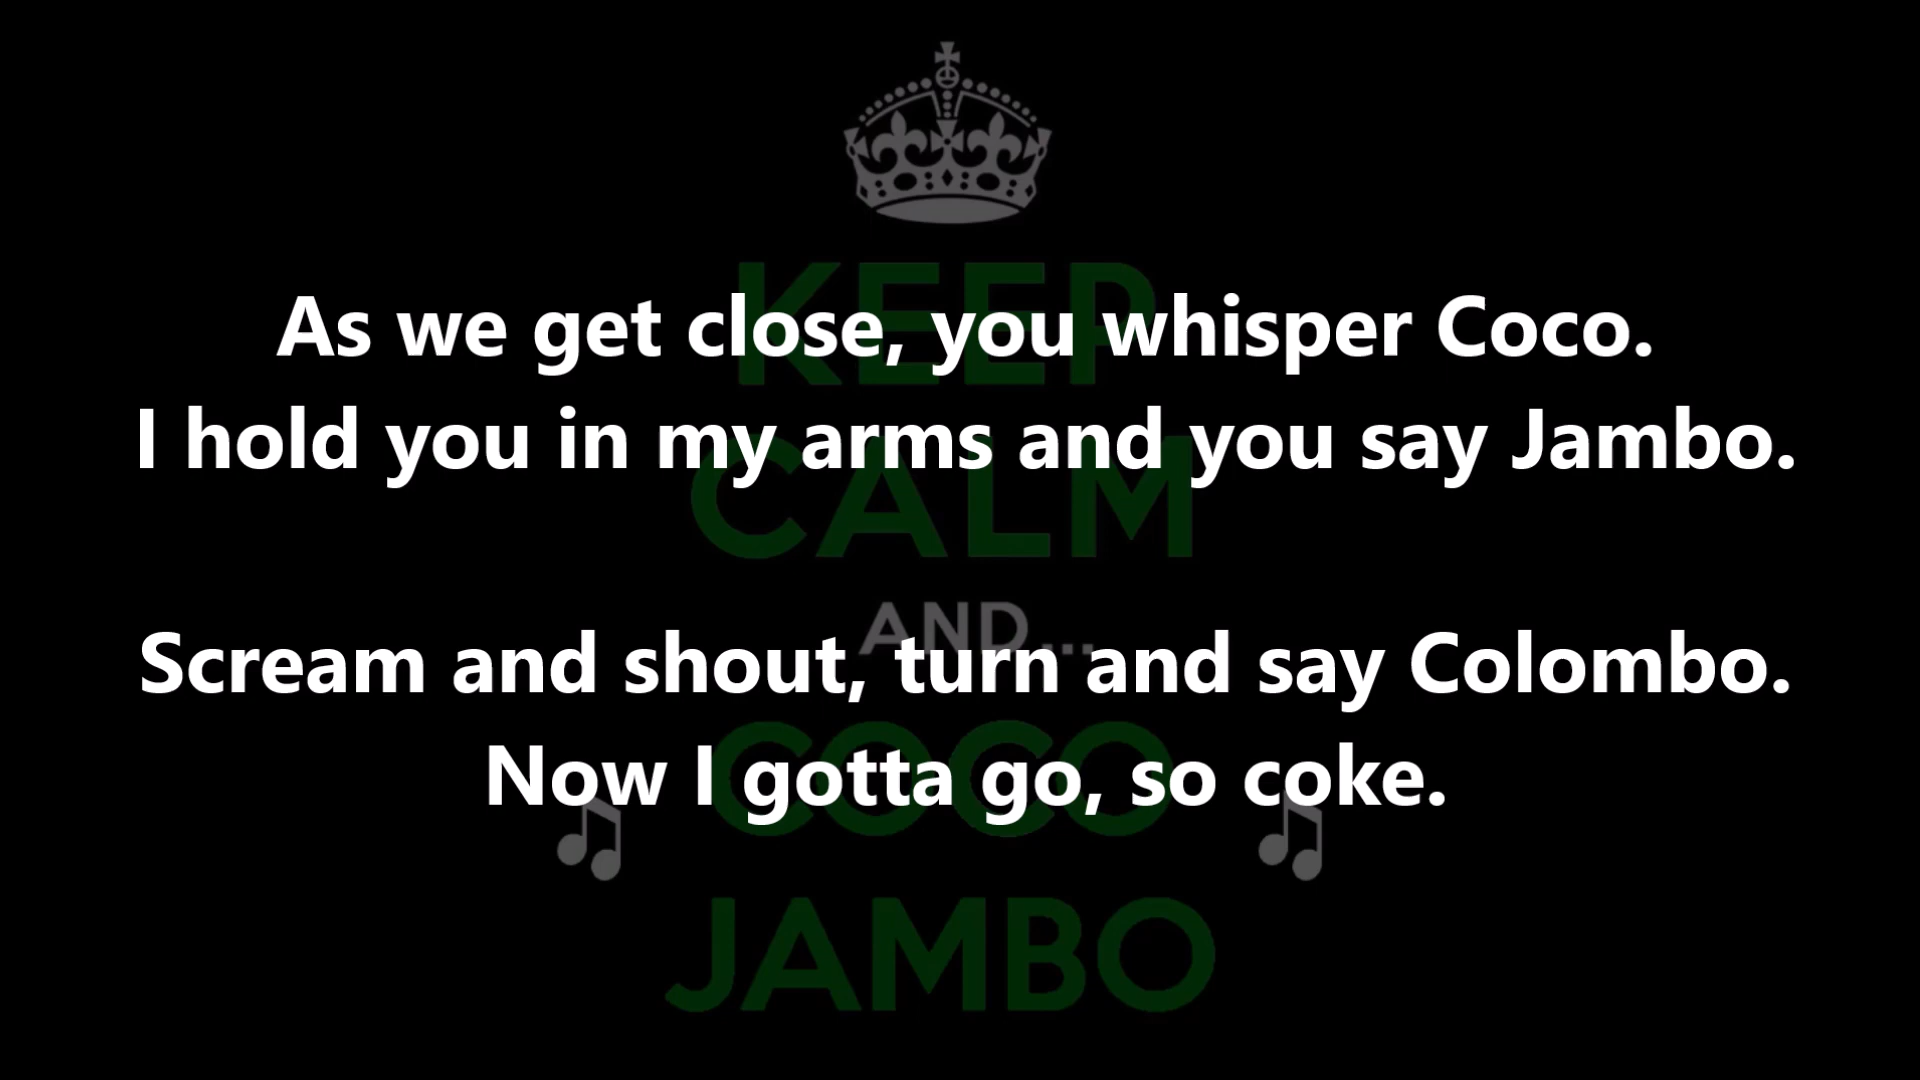 KEEP
As we get close, you whisper Coco.
I hold you in my arms and you say Jambo.
CALM
AND...
Scream and shout, turn and say Colombo.
COCO
Now I gotta go, so coke.
JAMBO